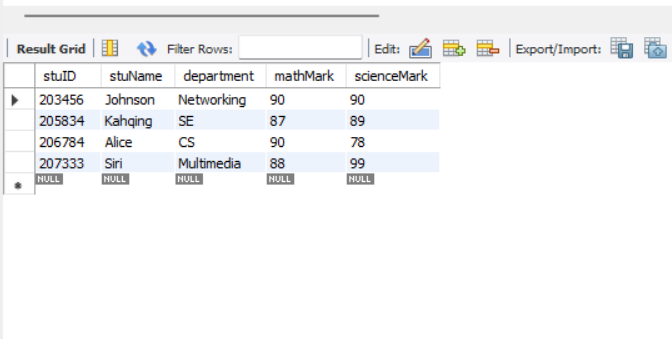 Result Grid Filter Rows: Edit: Export/Import:
stuID stuName department mathMark scienceMark
203456 Johnson Networking 90 90
205834 Kahqing SE 87 89
206784 Alice CS 90 78
207333 Siri Multimedia 88 99
NULL NULL NULL NULL NULL